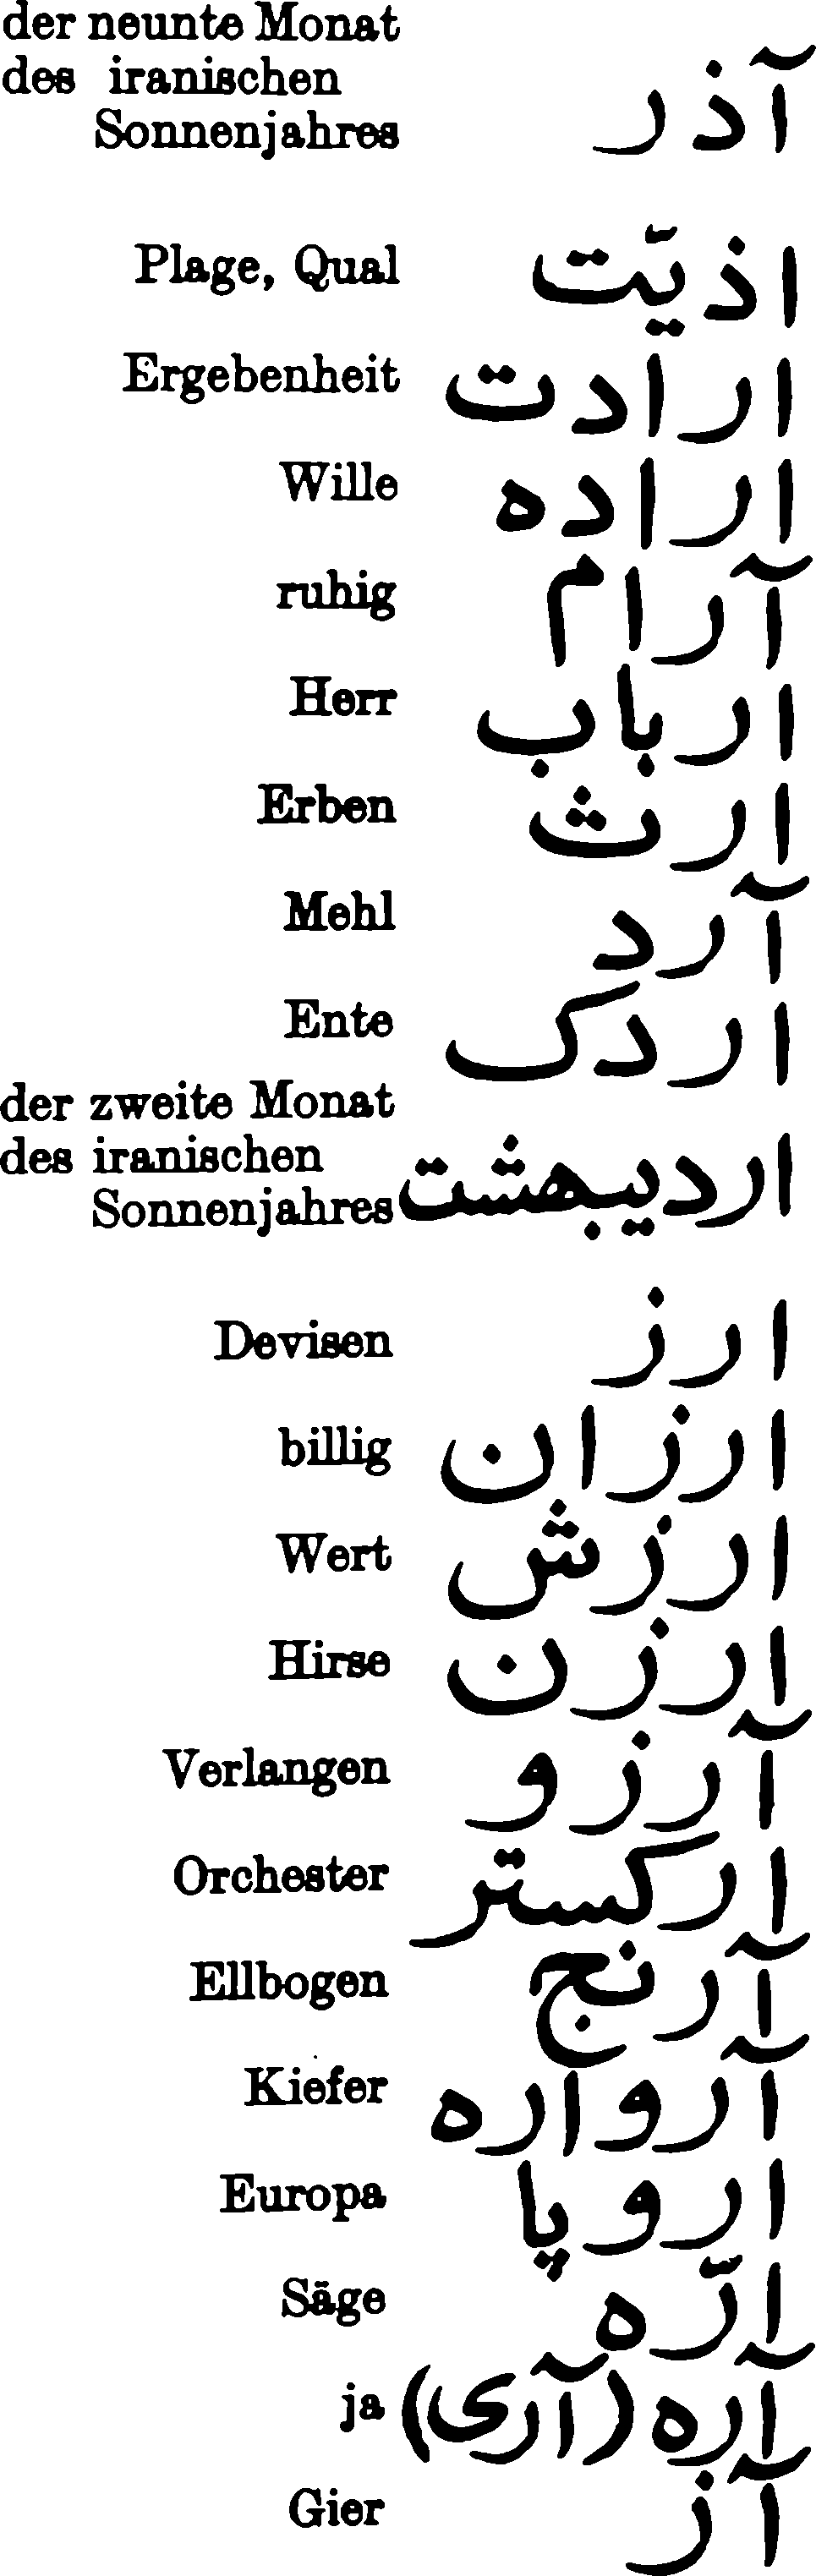 der neunte Monat
des iranischen
Sonnenjahres آذر
Plage, Qual اذیّت
Ergebenheit ارادت
Wille اراده
ruhig آرام
Herr ارباب
Erben ارث
Mehl آرد
Ente اردک
der zweite Monat
des iranischen
Sonnenjahres اردیبهشت
Devisen ارز
billig ارزان
Wert ارزش
Hirse ارزن
Verlangen آرزو
Orchester ارکستر
Ellbogen آرنج
Kiefer آرواره
Europa اروپا
Säge ارّه
ja آره (آری)
Gier آز